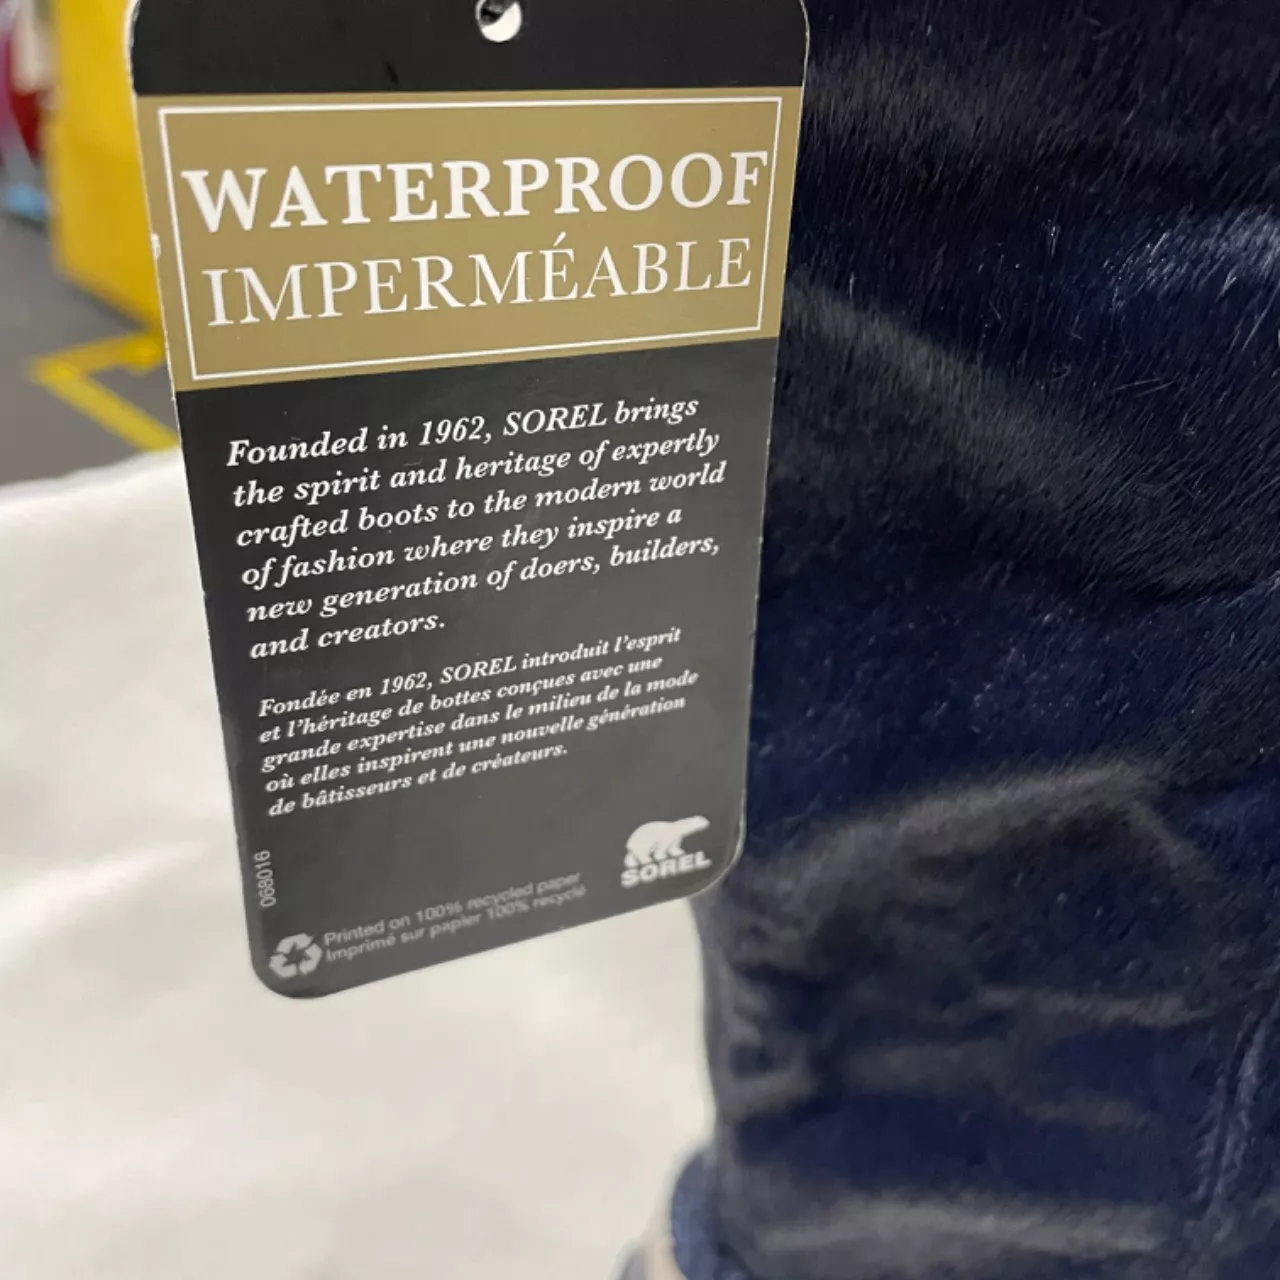 WATERPROOF
IMPERMÉABLE
Founded in 1962, SOREL brings
the spirit and heritage of expertly
crafted boots to the modern world
of fashion where they inspire a
new generation of doers, builders,
and creators.
Fondée en 1962, SOREL introduit l'esprit
et l'héritage de bottes conçues avec une
grande expertise dans le milieu de la mode
où elles inspirent une nouvelle génération
de bâtisseurs et de créateurs.
SOREL
068016
Printed on 100% recycled paper
Imprimé sur papier 100% recyclé